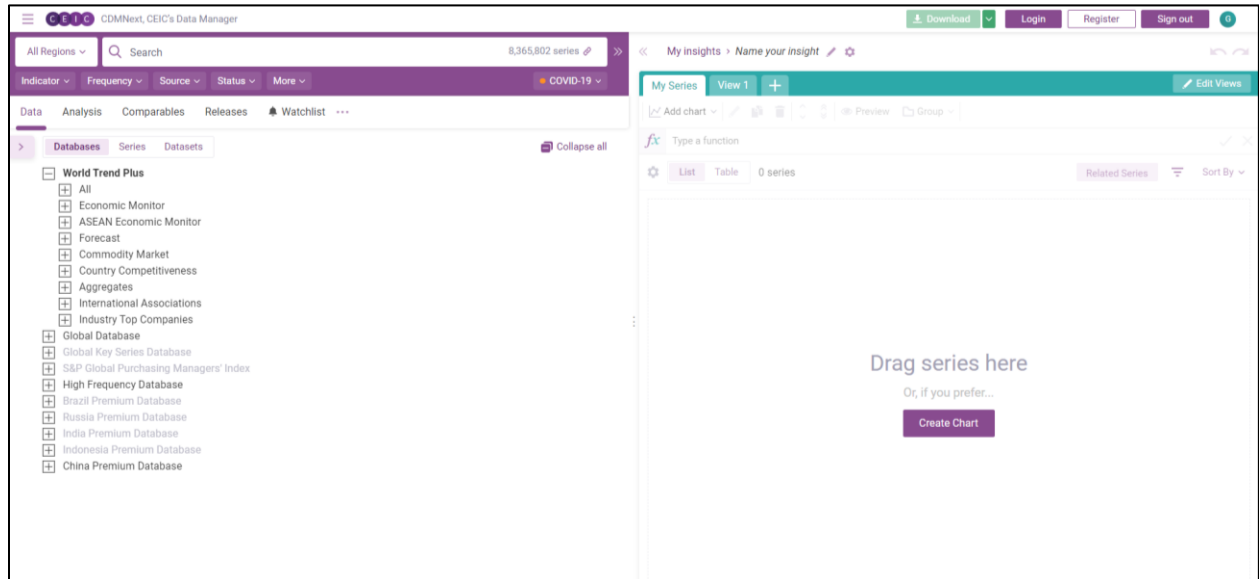 CEIC CDMNext, CEIC's Data Manager
Download Login Register Sign out G
All Regions Search 8,365,802 series
Indicator Frequency Source Status More COVID-19
Data Analysis Comparables Releases Watchlist
Databases Series Datasets Collapse all
World Trend Plus
All
Economic Monitor
ASEAN Economic Monitor
Forecast
Commodity Market
Country Competitiveness
Aggregates
International Associations
Industry Top Companies
Global Database
Global Key Series Database
S&P Global Purchasing Managers' Index
High Frequency Database
Brazil Premium Database
Russia Premium Database
India Premium Database
Indonesia Premium Database
China Premium Database
My insights > Name your insight
My Series View 1 + Edit Views
Add chart Preview Group
fx Type a function
List Table 0 series Related Series Sort By
Drag series here
Or, if you prefer...
Create Chart